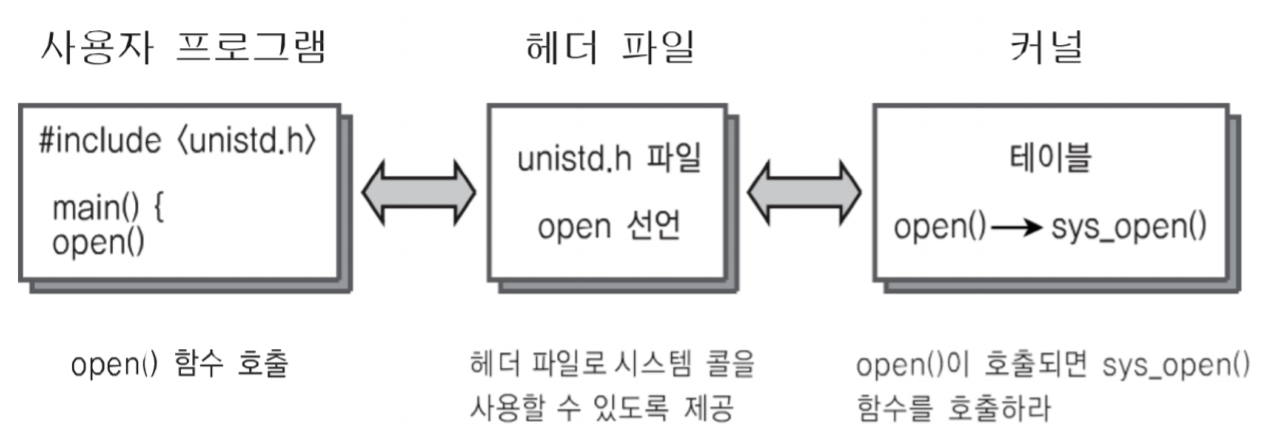 사용자 프로그램
#include <unistd.h>
main() {
open()
open() 함수 호출
헤더 파일
unistd.h 파일
open 선언
헤더 파일로 시스템 콜을
사용할 수 있도록 제공
커널
테이블
open()→sys_open()
open()이 호출되면 sys_open()
함수를 호출하라